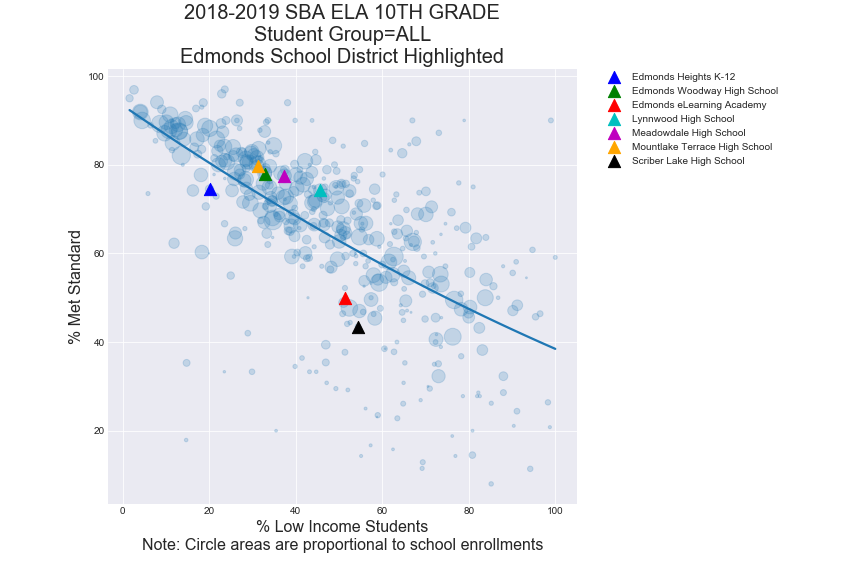 2018-2019 SBA ELA 10TH GRADE
Student Group=ALL
Edmonds School District Highlighted
Edmonds Heights K-12
Edmonds Woodway High School
Edmonds eLearning Academy
Lynnwood High School
Meadowdale High School
Mountlake Terrace High School
Scriber Lake High School
% Met Standard
100
80
60
40
20
0 20 40 60 80 100
% Low Income Students
Note: Circle areas are proportional to school enrollments